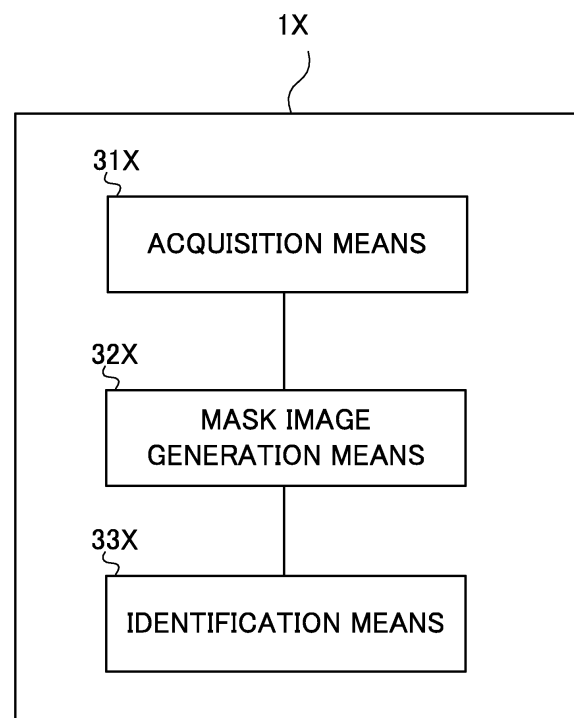 1X
31X
ACQUISITION MEANS
32X
MASK IMAGE
GENERATION MEANS
33X
IDENTIFICATION MEANS